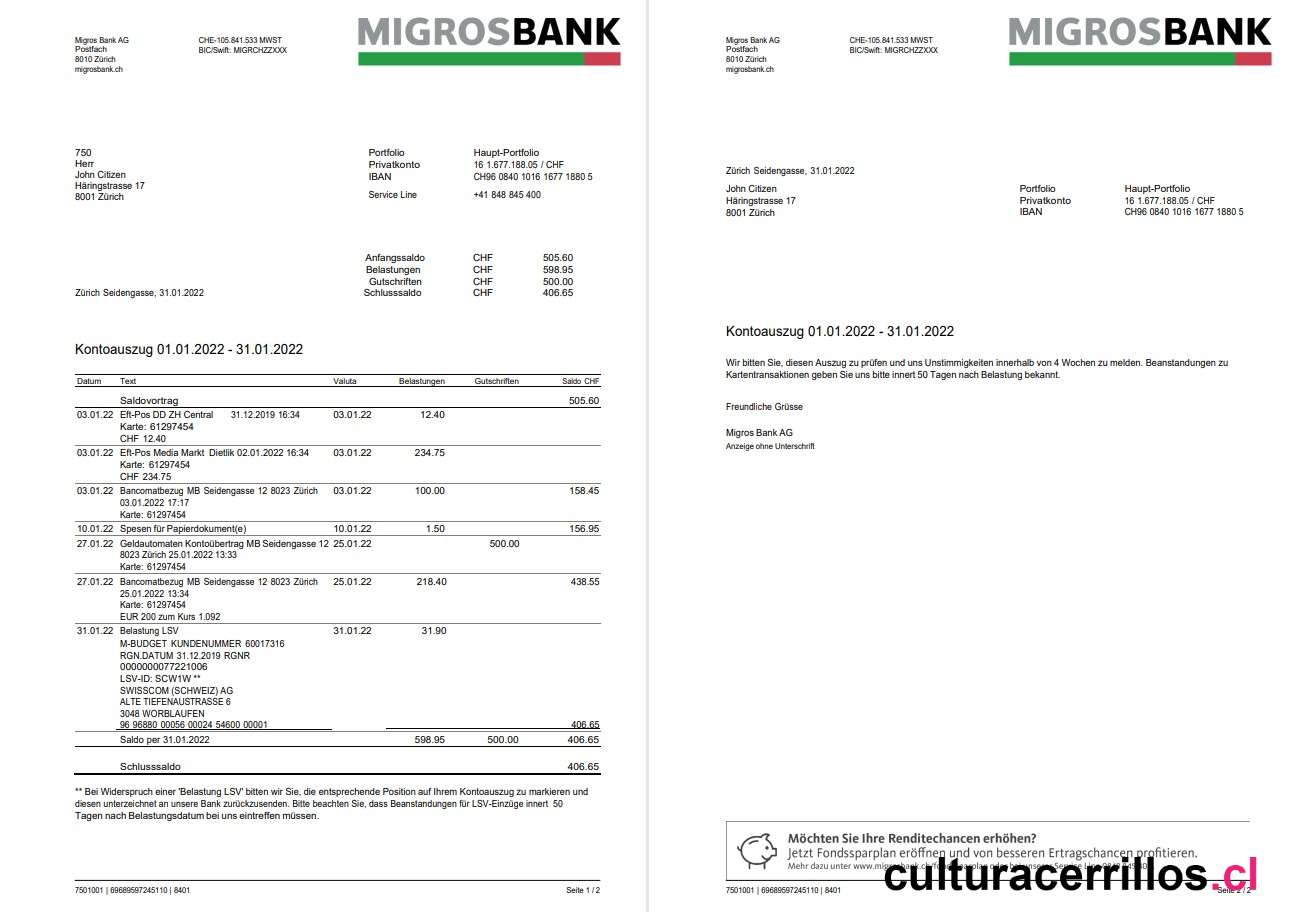 Migros Bank AG
Postfach
8010 Zürich
migrosbank.ch
CHE-105.841.533 MWST
BIC/Swift: MIGRCHZZXXX
MIGROSBANK
750
Herr
John Citizen
Häringstrasse 17
8001 Zürich
Portfolio Haupt-Portfolio
Privatkonto 16 1.677.188.05 / CHF
IBAN CH96 0840 1016 1677 1880 5
Service Line +41 848 845 400
Anfangssaldo CHF 505.60
Belastungen CHF 598.95
Gutschriften CHF 500.00
Schlusssaldo CHF 406.65
Zürich Seidengasse, 31.01.2022
Kontoauszug 01.01.2022 - 31.01.2022
Datum Text Valuta Belastungen Gutschriften Saldo CHF
Saldovortrag 505.60
03.01.22 Eft-Pos DD ZH Central 31.12.2019 16:34 03.01.22 12.40
Karte: 61297454
CHF 12.40
03.01.22 Eft-Pos Media Markt Dietlik 02.01.2022 16:34 03.01.22 234.75
Karte: 61297454
CHF 234.75
03.01.22 Bancomatbezug MB Seidengasse 12 8023 Zürich 03.01.22 100.00 158.45
03.01.2022 17:17
Karte: 61297454
10.01.22 Spesen für Papierdokument(e) 10.01.22 1.50 156.95
27.01.22 Geldautomaten Kontoübertrag MB Seidengasse 12 25.01.22 500.00
8023 Zürich 25.01.2022 13:33
Karte: 61297454
27.01.22 Bancomatbezug MB Seidengasse 12 8023 Zürich 25.01.22 218.40 438.55
25.01.2022 13:34
Karte: 61297454
EUR 200 zum Kurs 1.092
31.01.22 Belastung LSV 31.01.22 31.90
M-BUDGET KUNDENUMMER 60017316
RGN.DATUM 31.12.2019 RGNR
0000000077221006
LSV-ID: SCW1W **
SWISSCOM (SCHWEIZ) AG
ALTE TIEFENAUSTRASSE 6
3048 WORBLAUFEN
96 96880 00056 00024 54600 00001 406.65
Saldo per 31.01.2022 598.95 500.00 406.65
Schlusssaldo 406.65
** Bei Widerspruch einer 'Belastung LSV' bitten wir Sie, die entsprechende Position auf Ihrem Kontoauszug zu markieren und
diesen unterzeichnet an unsere Bank zurückzusenden. Bitte beachten Sie, dass Beanstandungen für LSV-Einzüge innert 50
Tagen nach Belastungsdatum bei uns eintreffen müssen.
7501001 | 69689597245110 | 8401 Seite 1 / 2
Migros Bank AG
Postfach
8010 Zürich
migrosbank.ch
CHE-105.841.533 MWST
BIC/Swift: MIGRCHZZXXX
MIGROSBANK
Zürich Seidengasse, 31.01.2022
John Citizen
Häringstrasse 17
8001 Zürich
Portfolio Haupt-Portfolio
Privatkonto 16 1.677.188.05 / CHF
IBAN CH96 0840 1016 1677 1880 5
Kontoauszug 01.01.2022 - 31.01.2022
Wir bitten Sie, diesen Auszug zu prüfen und uns Unstimmigkeiten innerhalb von 4 Wochen zu melden. Beanstandungen zu
Kartentransaktionen geben Sie uns bitte innert 50 Tagen nach Belastung bekannt.
Freundliche Grüsse
Migros Bank AG
Anzeige ohne Unterschrift
Möchten Sie Ihre Renditechancen erhöhen?
Jetzt Fondssparplan eröffnen und von besseren Ertragschancen profitieren.
Mehr dazu unter
culturacerrillos.cl
7501001 | 69689597245110 | 8401 Seite 2 / 2